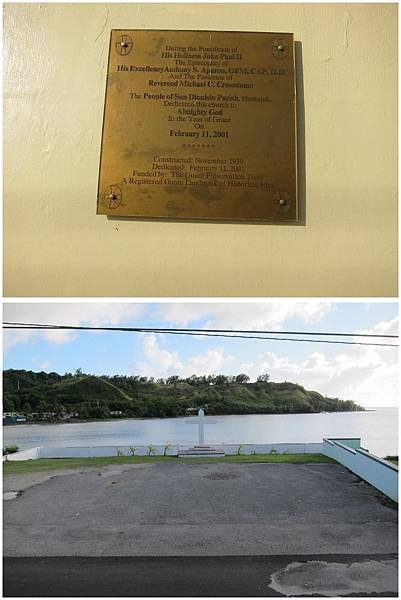 During the Pontificate of
His Holiness John Paul II
The Episcopacy of
His Excellency Anthony S. Apuron, OFM, CAP., D.D.
And The Pastorate of
Reverend Michael C. Crisostomo
The People of San Dionisio Parish, Humatak,
Dedicated this church to
Almighty God
In the Year of Grace
On
February 11, 2001
Constructed: November 1939
Dedicated: February 11, 2001
Funded by: The Guam Preservation Trust
A Registered Guam Landmark of Historical Sites